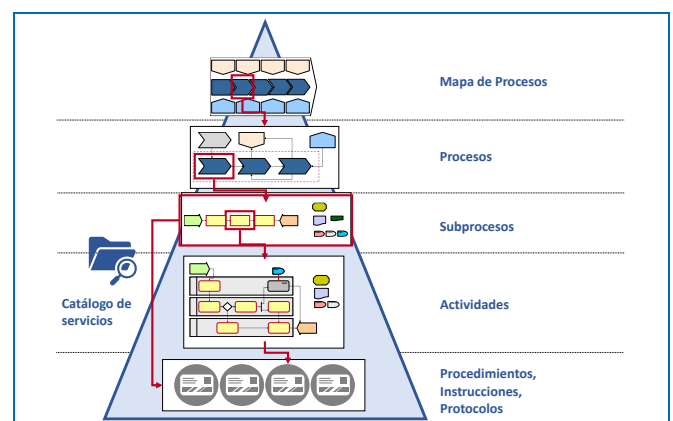 Mapa de Procesos
Procesos
Subprocesos
Catálogo de
servicios
Actividades
Procedimientos,
Instrucciones,
Protocolos